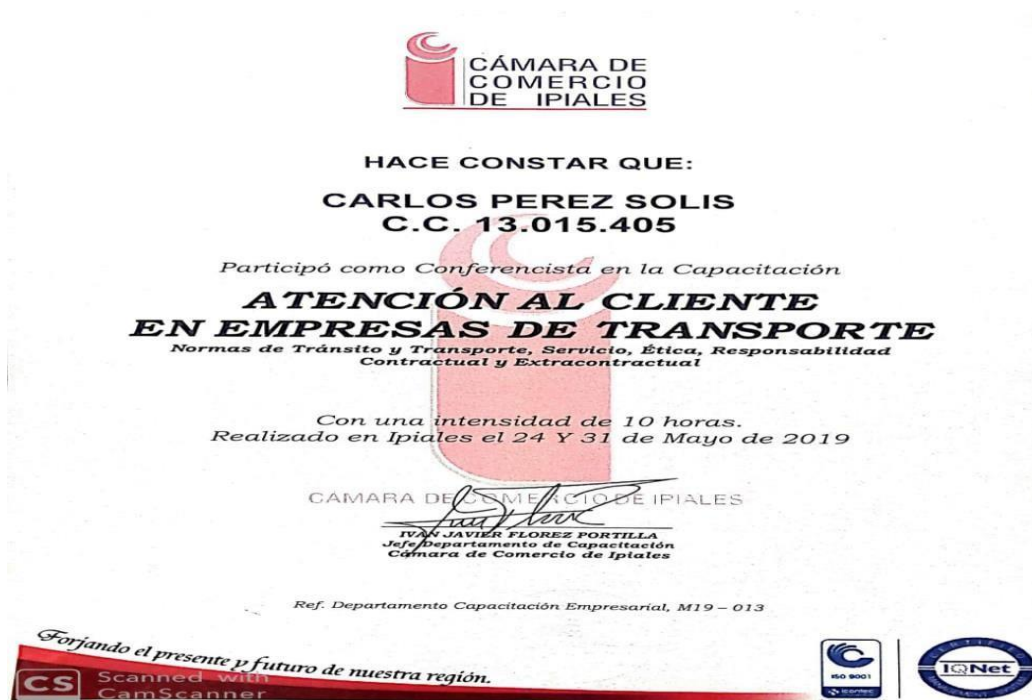 CÁMARA DE
COMERCIO
DE IPIALES
HACE CONSTAR QUE:
CARLOS PEREZ SOLIS
C.C. 13.015.405
Participó como Conferencista en la Capacitación
ATENCIÓN AL CLIENTE
EN EMPRESAS DE TRANSPORTE
Normas de Tránsito y Transporte, Servicio, Ética, Responsabilidad
Contractual y Extracontractual
Con una intensidad de 10 horas.
Realizado en Ipiales el 24 Y 31 de Mayo de 2019
CAMARA DE COMERCIO DE IPIALES
IVAN JAVIER FLOREZ PORTILLA
Jefe Departamento de Capacitación
Cámara de Comercio de Ipiales
Ref. Departamento Capacitación Empresarial, M19 – 013
Forjando el presente y futuro de nuestra región.
CS Scanned with
CamScanner
ISO 9001
icontec
CERTIFIED
IQNet